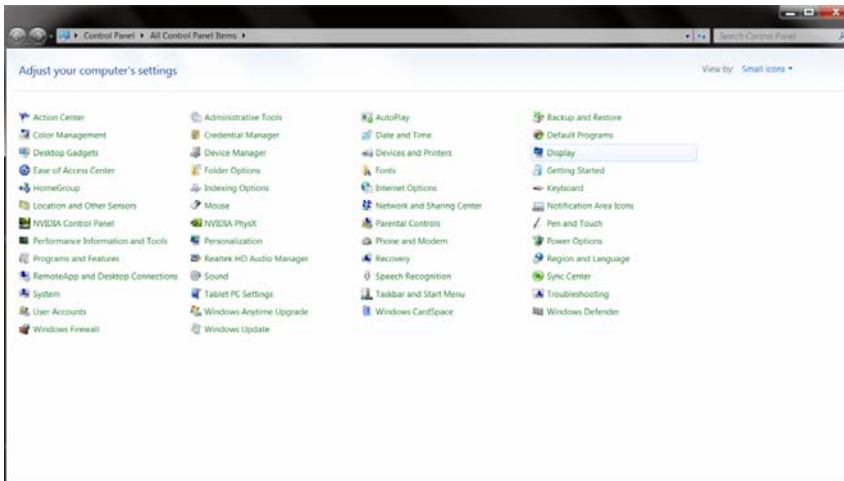 Control Panel ▸ All Control Panel Items ▸ Search Control Panel
Adjust your computer's settings View by: Small icons
Action Center Administrative Tools AutoPlay Backup and Restore
Color Management Credential Manager Date and Time Default Programs
Desktop Gadgets Device Manager Devices and Printers Display
Ease of Access Center Folder Options Fonts Getting Started
HomeGroup Indexing Options Internet Options Keyboard
Location and Other Sensors Mouse Network and Sharing Center Notification Area Icons
NVIDIA Control Panel NVIDIA PhysX Parental Controls Pen and Touch
Performance Information and Tools Personalization Phone and Modem Power Options
Programs and Features Realtek HD Audio Manager Recovery Region and Language
RemoteApp and Desktop Connections Sound Speech Recognition Sync Center
System Tablet PC Settings Taskbar and Start Menu Troubleshooting
User Accounts Windows Anytime Upgrade Windows CardSpace Windows Defender
Windows Firewall Windows Update